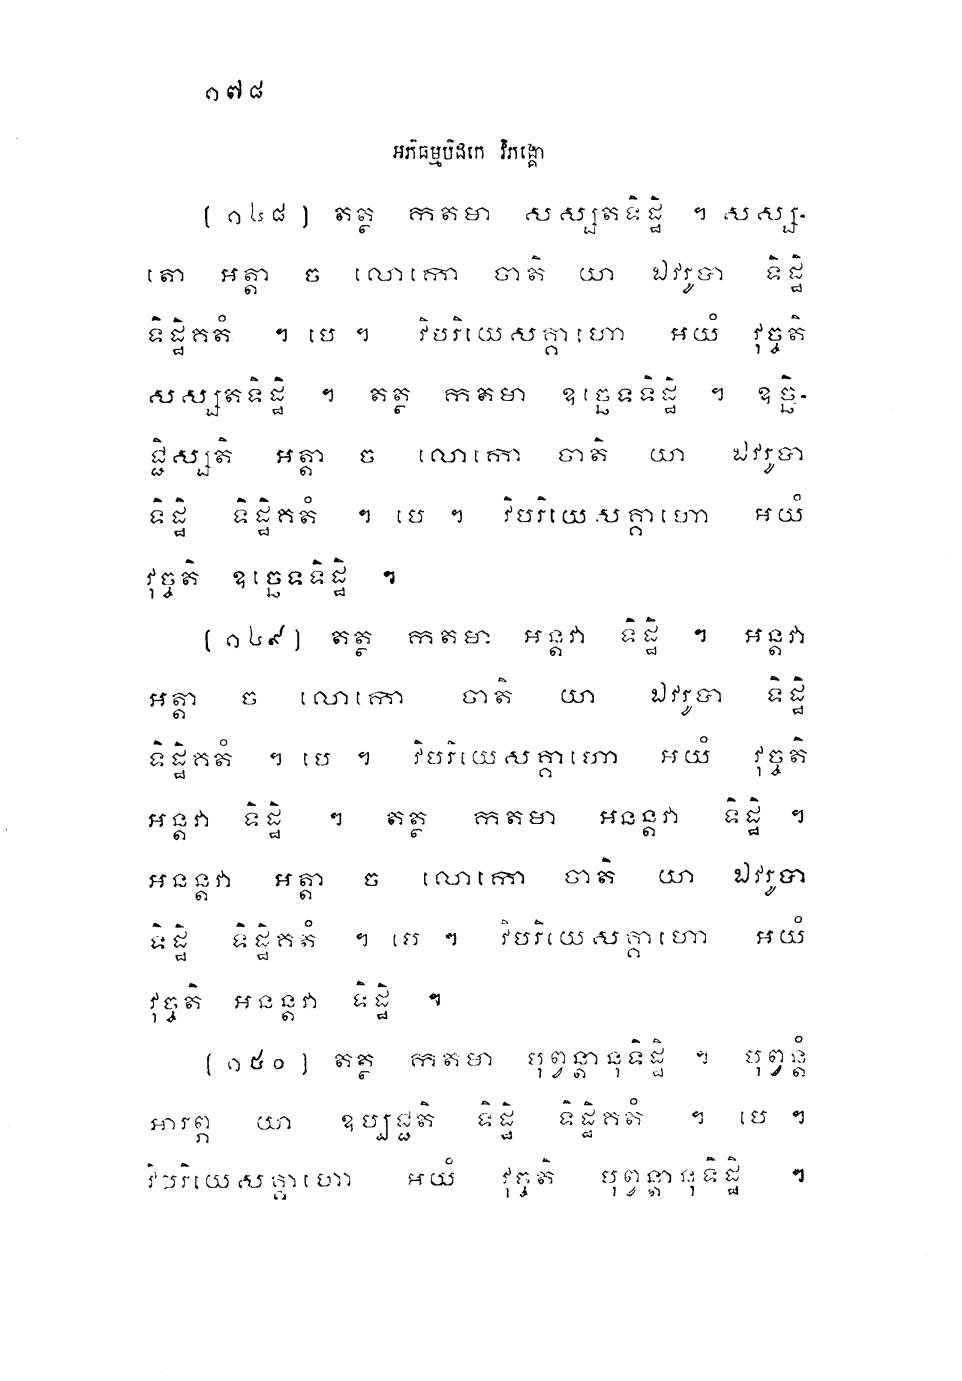 ១៧៨
អភិធម្មបិដកេ វិភង្គោ
(១៤៨) តត្ថ កតមា សស្សតទិដ្ឋិ ។ សស្ស-
តោ អត្តា ច លោកោ ចាតិ យា ឯវរូបា ទិដ្ឋិ
ទិដ្ឋិគតំ ។ បេ ។ វិបរិយេសគ្គាហោ អយំ វុច្ចតិ
សស្សតទិដ្ឋិ ។ តត្ថ កតមា ឧច្ឆេទទិដ្ឋិ ។ ឧច្ឆិ-
ជ្ជិស្សតិ អត្តា ច លោកោ ចាតិ យា ឯវរូបា
ទិដ្ឋិ ទិដ្ឋិគតំ ។ បេ ។ វិបរិយេសគ្គាហោ អយំ
វុច្ចតិ ឧច្ឆេទទិដ្ឋិ ។
(១៤៩) តត្ថ កតមា អន្តវា ទិដ្ឋិ ។ អន្តវា
អត្តា ច លោកោ ចាតិ យា ឯវរូបា ទិដ្ឋិ
ទិដ្ឋិគតំ ។ បេ ។ វិបរិយេសគ្គាហោ អយំ វុច្ចតិ
អន្តវា ទិដ្ឋិ ។ តត្ថ កតមា អនន្តវា ទិដ្ឋិ ។
អនន្តវា អត្តា ច លោកោ ចាតិ យា ឯវរូបា
ទិដ្ឋិ ទិដ្ឋិគតំ ។ បេ ។ វិបរិយេសគ្គាហោ អយំ
វុច្ចតិ អនន្តវា ទិដ្ឋិ ។
(១៥០) តត្ថ កតមា បុព្វន្តានុទិដ្ឋិ ។ បុព្វន្តំ
អារព្ភ យា ឧប្បជ្ជតិ ទិដ្ឋិ ទិដ្ឋិគតំ ។ បេ ។
វិបរិយេសគ្គាហោ អយំ វុច្ចតិ បុព្វន្តានុទិដ្ឋិ ។